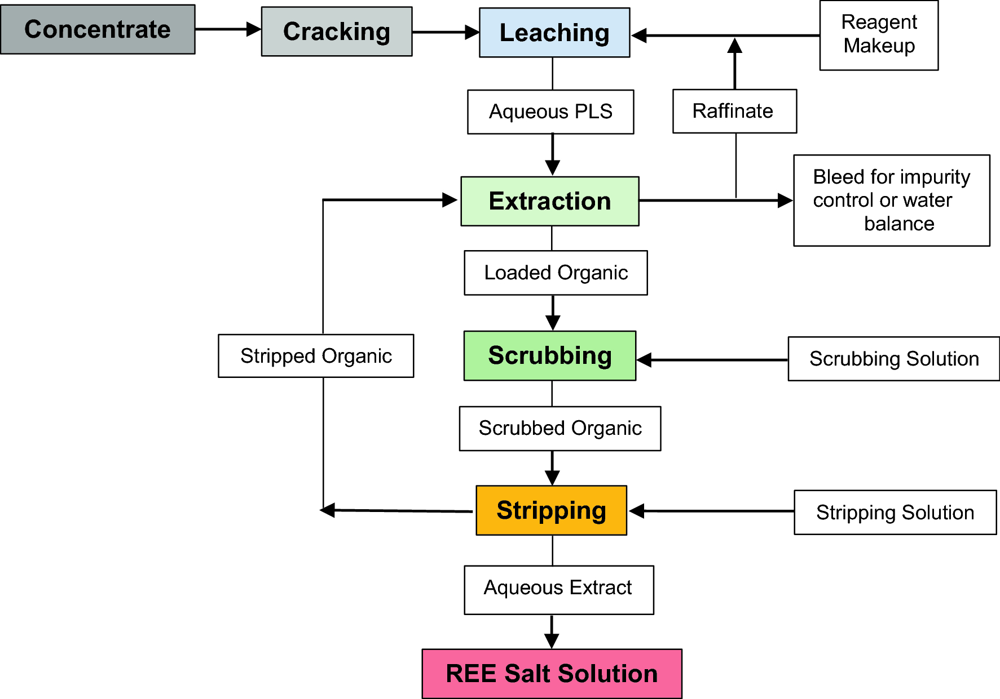 Concentrate
Cracking
Leaching
Reagent
Makeup
Aqueous PLS
Raffinate
Extraction
Bleed for impurity
control or water
balance
Loaded Organic
Stripped Organic
Scrubbing
Scrubbing Solution
Scrubbed Organic
Stripping
Stripping Solution
Aqueous Extract
REE Salt Solution